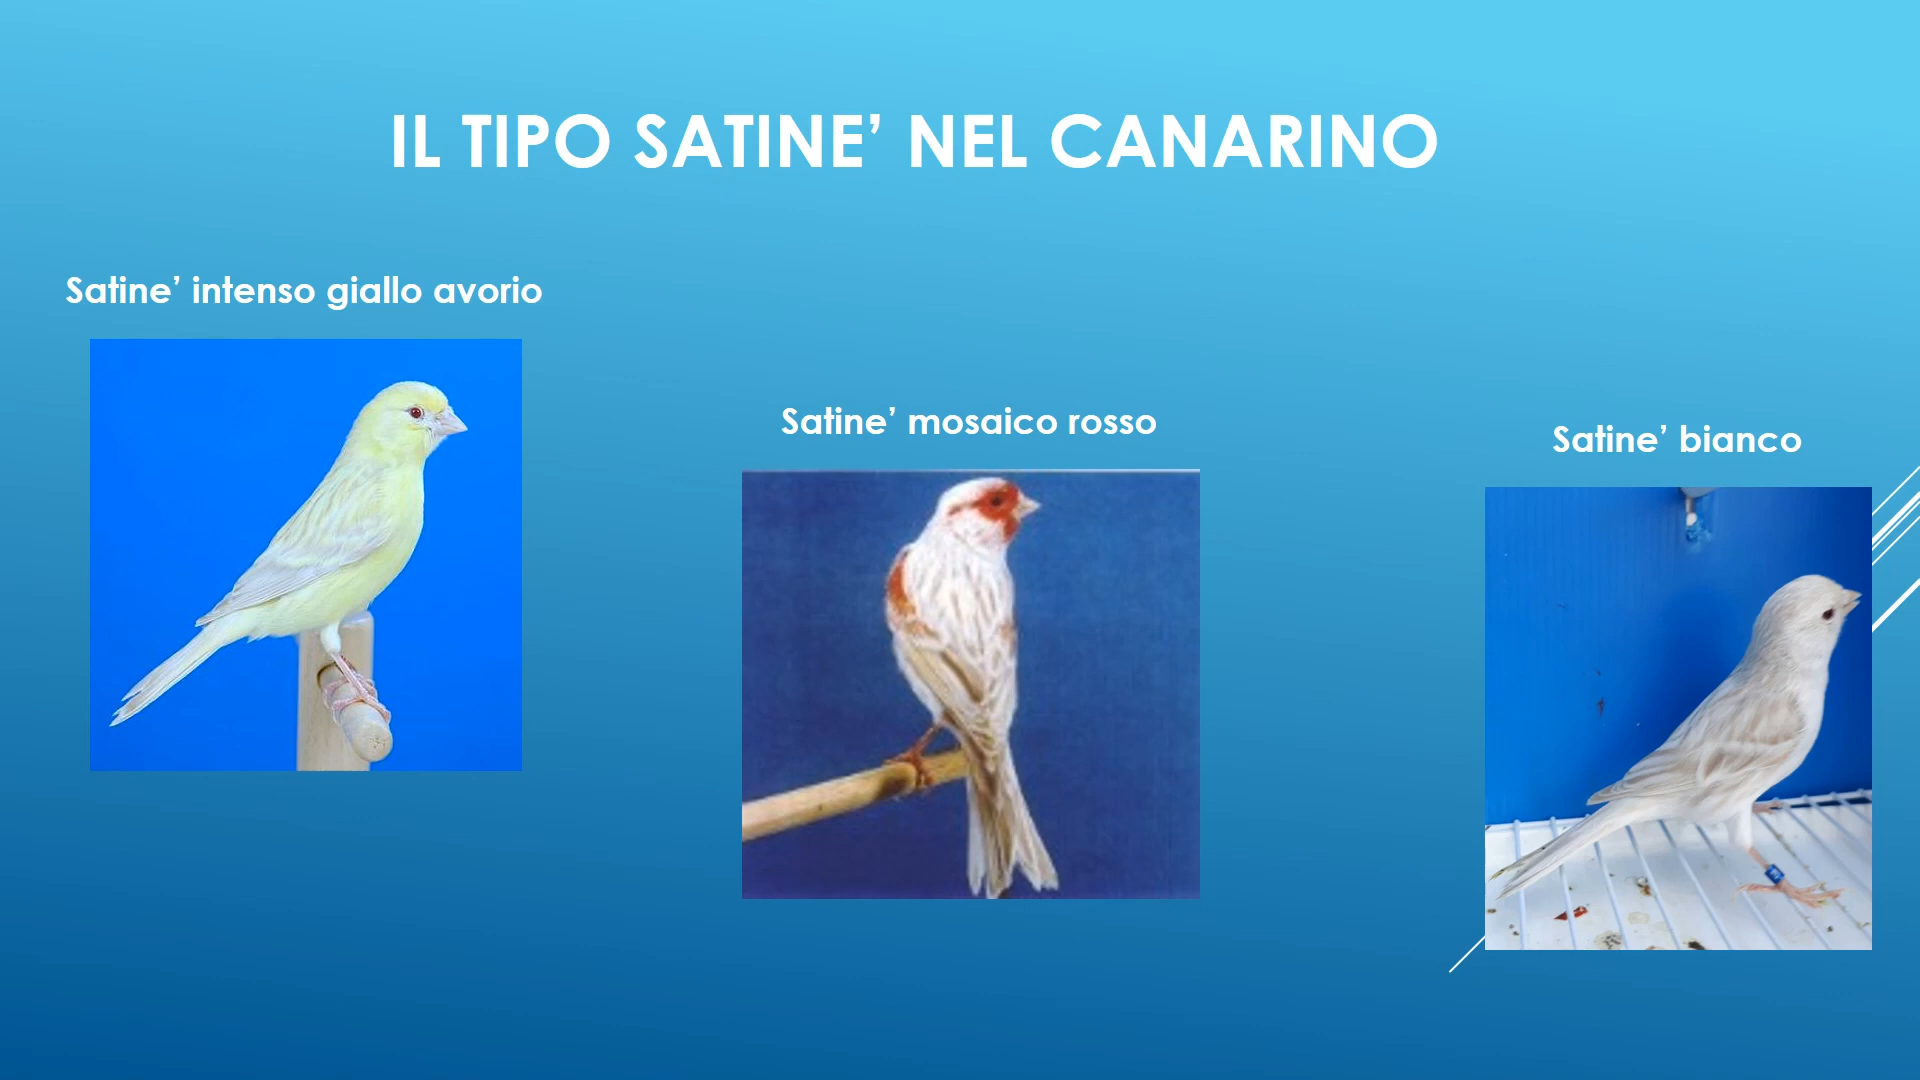 IL TIPO SATINE’ NEL CANARINO
Satine’ intenso giallo avorio
Satine’ mosaico rosso
Satine’ bianco